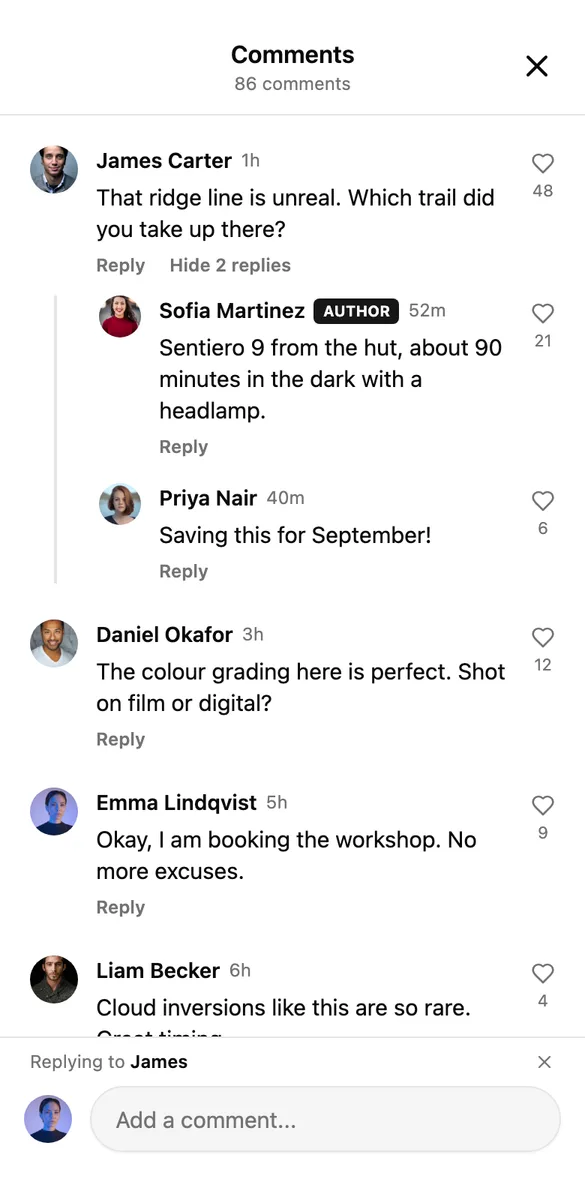 Comments
86 comments
James Carter 1h
48
That ridge line is unreal. Which trail did
you take up there?
Reply Hide 2 replies
Sofia Martinez AUTHOR 52m
21
Sentiero 9 from the hut, about 90
minutes in the dark with a
headlamp.
Reply
Priya Nair 40m
6
Saving this for September!
Reply
Daniel Okafor 3h
12
The colour grading here is perfect. Shot
on film or digital?
Reply
Emma Lindqvist 5h
9
Okay, I am booking the workshop. No
more excuses.
Reply
Liam Becker 6h
4
Cloud inversions like this are so rare.
Great timing.
Replying to James
Add a comment...